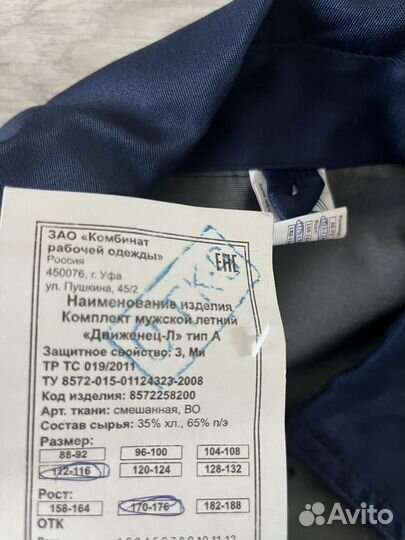 ЗАО «Комбинат
рабочей одежды»
Россия
450076, г. Уфа
ул. Пушкина, 45/2
EAC
Наименование изделия
Комплект мужской летний
«Движенец-Л» тип А
Защитное свойство: З, Ми
ТР ТС 019/2011
ТУ 8572-015-01124323-2008
Код изделия: 8572258200
Арт. ткани: смешанная, ВО
Состав сырья: 35% хл., 65% п/э
Размер:
88-92 96-100 104-108
112-116 120-124 128-132
Рост:
158-164 170-176 182-188
ОТК
Avito